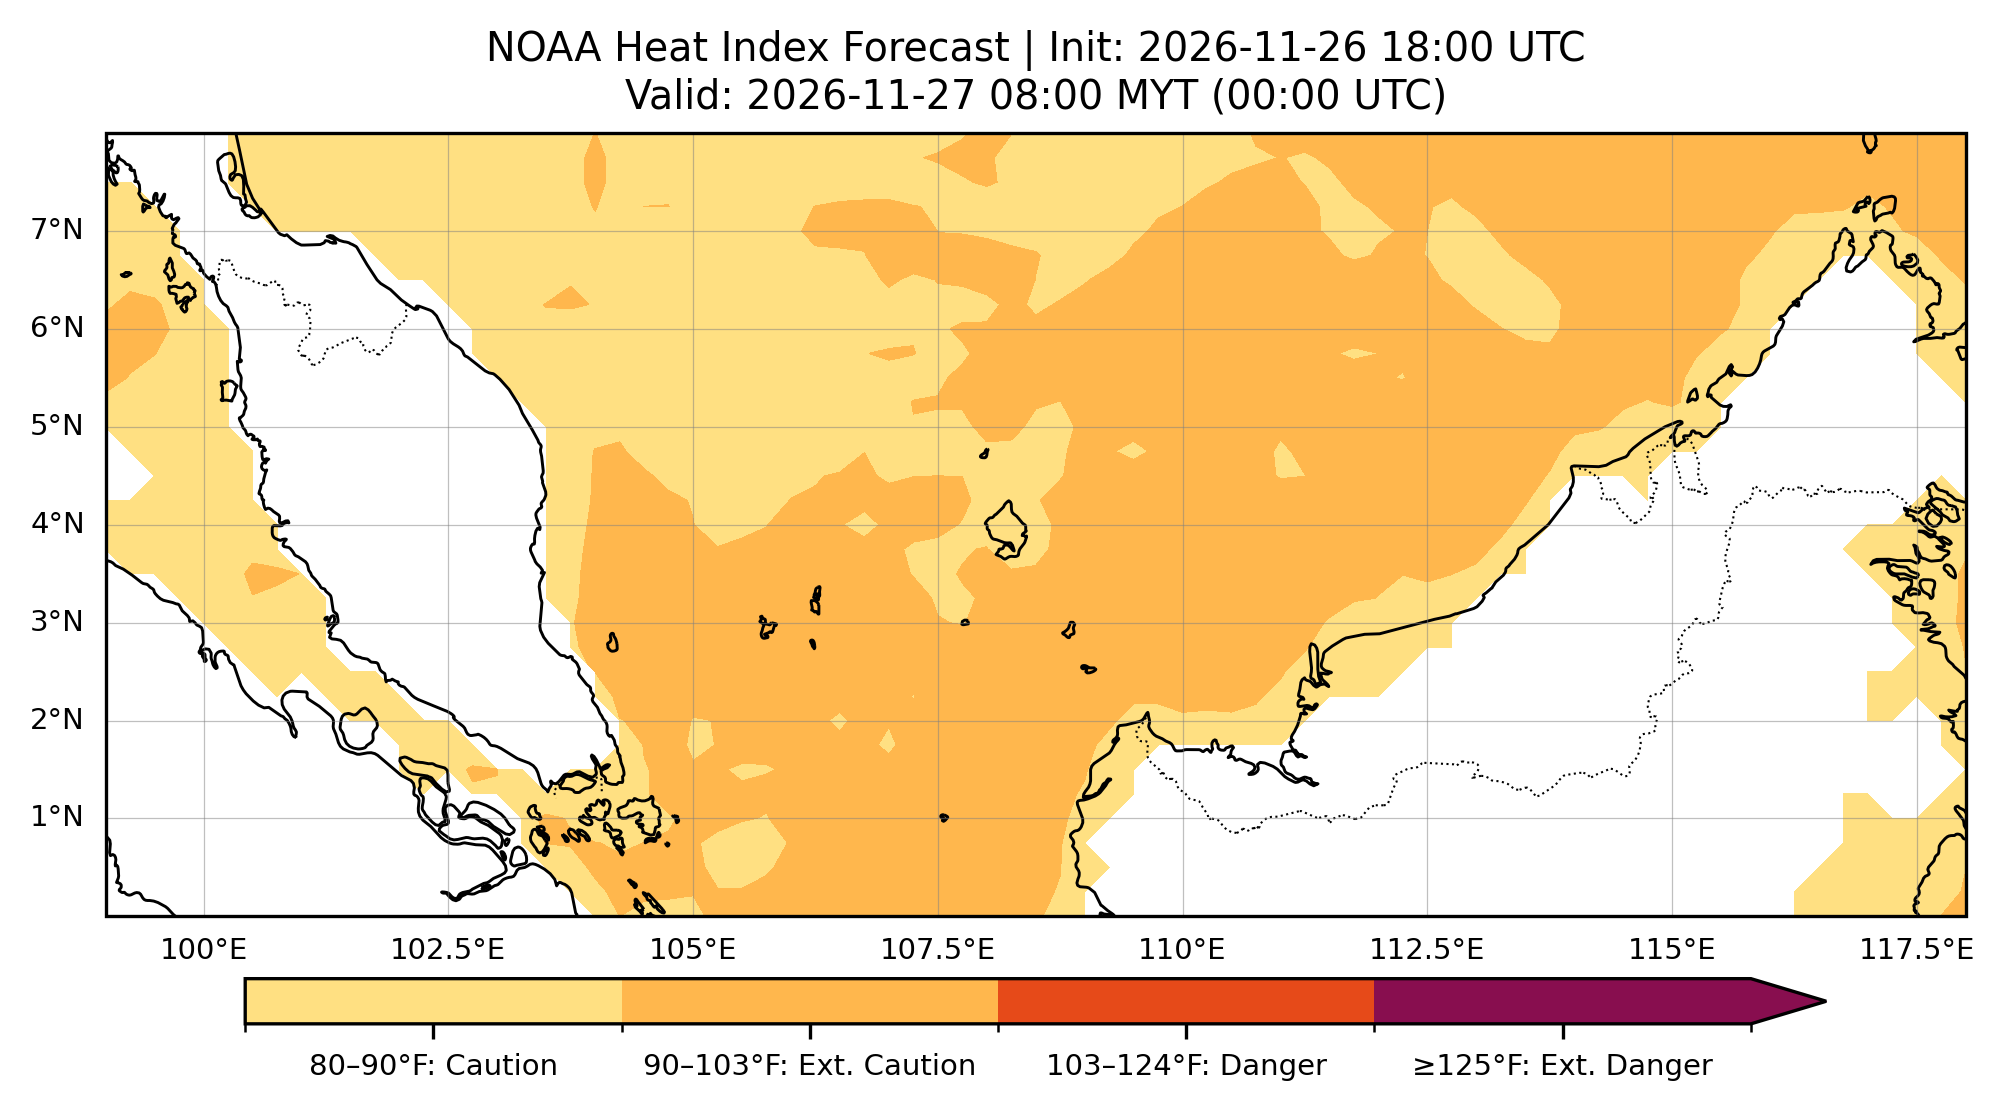 NOAA Heat Index Forecast | Init: 2026-11-26 18:00 UTC
Valid: 2026-11-27 08:00 MYT (00:00 UTC)
7°N
6°N
5°N
4°N
3°N
2°N
1°N
100°E 102.5°E 105°E 107.5°E 110°E 112.5°E 115°E 117.5°E
80–90°F: Caution 90–103°F: Ext. Caution 103–124°F: Danger ≥125°F: Ext. Danger